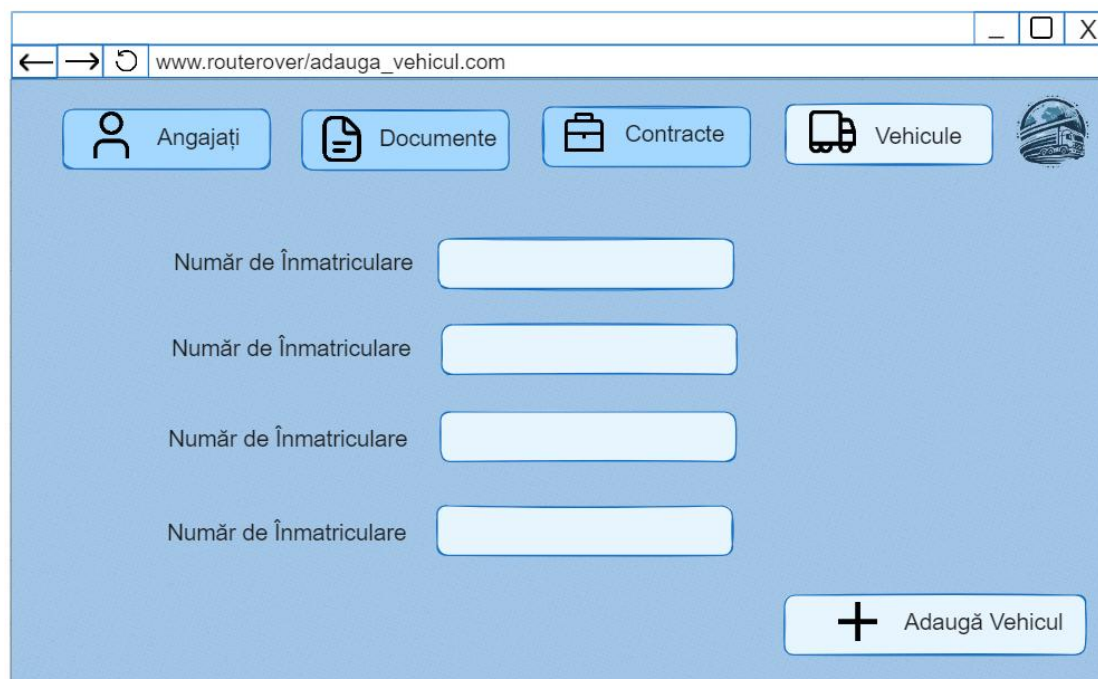 _ X
www.routerover/adauga_vehicul.com
Angajați Documente Contracte Vehicule
Număr de Înmatriculare
Număr de Înmatriculare
Număr de Înmatriculare
Număr de Înmatriculare
Adaugă Vehicul